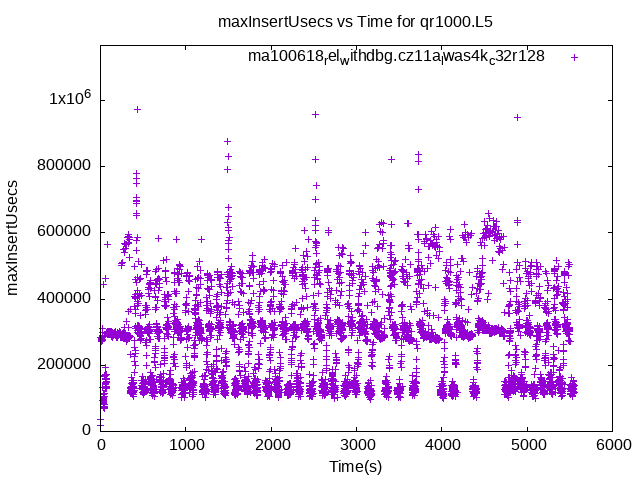 maxInsertUsecs vs Time for qr1000.L5
ma100618_rel_withdbg.cz11a_iwas4k_c32r128
1x10^6
800000
600000
400000
200000
0
maxInsertUsecs
0 1000 2000 3000 4000 5000 6000
Time(s)